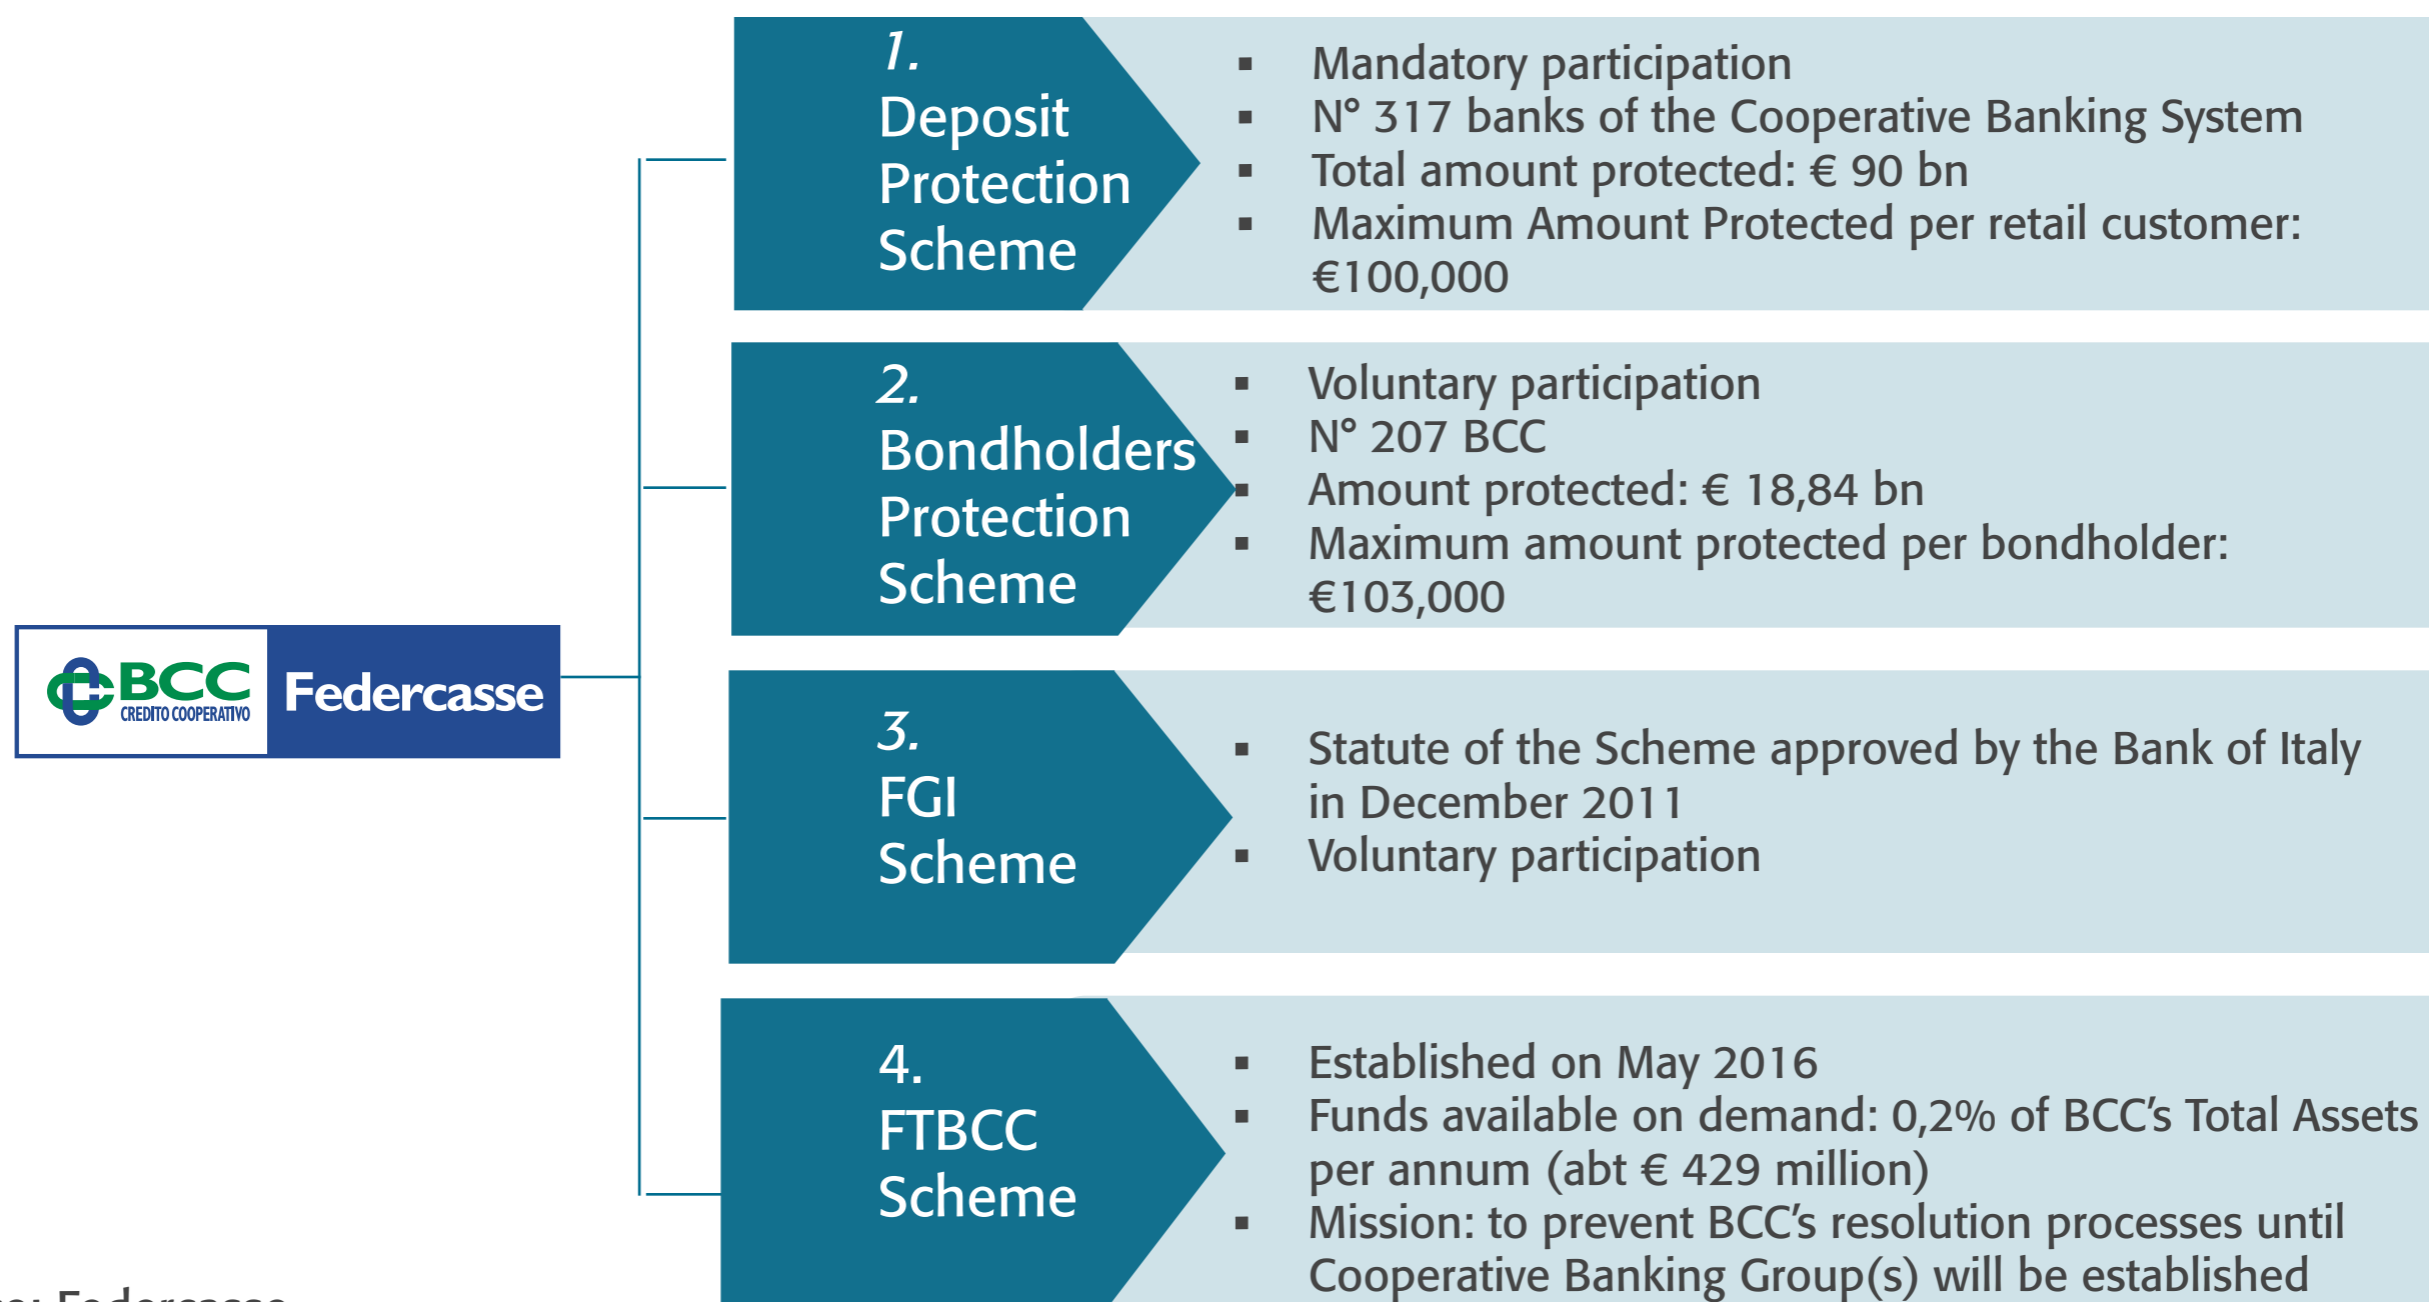 1.
Deposit
Protection
Scheme
▪ Mandatory participation
▪ N° 317 banks of the Cooperative Banking System
▪ Total amount protected: € 90 bn
▪ Maximum Amount Protected per retail customer:
€100,000
2.
Bondholders
Protection
Scheme
▪ Voluntary participation
▪ N° 207 BCC
▪ Amount protected: € 18,84 bn
▪ Maximum amount protected per bondholder:
€103,000
BCC
CREDITO COOPERATIVO
Federcasse
3.
FGI
Scheme
▪ Statute of the Scheme approved by the Bank of Italy
in December 2011
▪ Voluntary participation
4.
FTBCC
Scheme
▪ Established on May 2016
▪ Funds available on demand: 0,2% of BCC’s Total Assets
per annum (abt € 429 million)
▪ Mission: to prevent BCC’s resolution processes until
Cooperative Banking Group(s) will be established
Federcasse